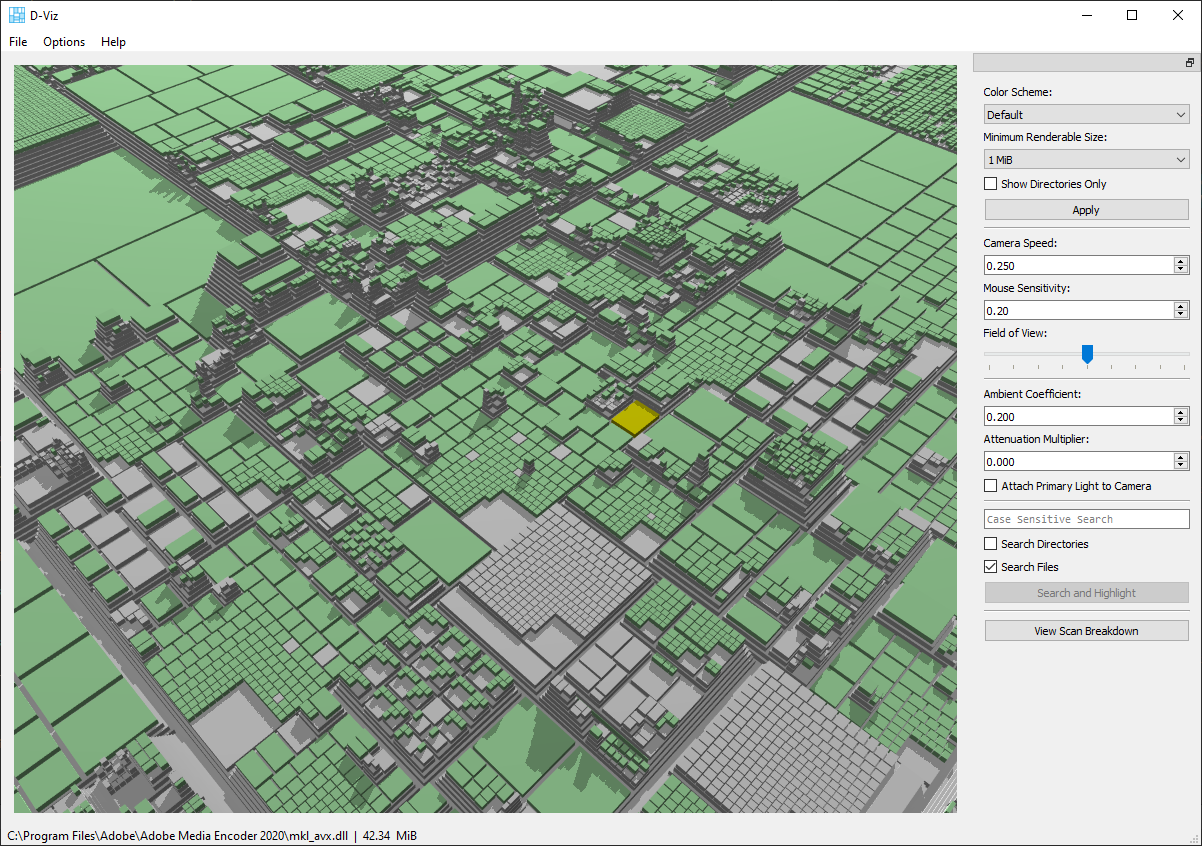 D-Viz
File Options Help
Color Scheme:
Default
Minimum Renderable Size:
1 MiB
Show Directories Only
Apply
Camera Speed:
0.250
Mouse Sensitivity:
0.20
Field of View:
Ambient Coefficient:
0.200
Attenuation Multiplier:
0.000
Attach Primary Light to Camera
Case Sensitive Search
Search Directories
Search Files
Search and Highlight
View Scan Breakdown
C:\Program Files\Adobe\Adobe Media Encoder 2020\mkl_avx.dll | 42.34 MiB